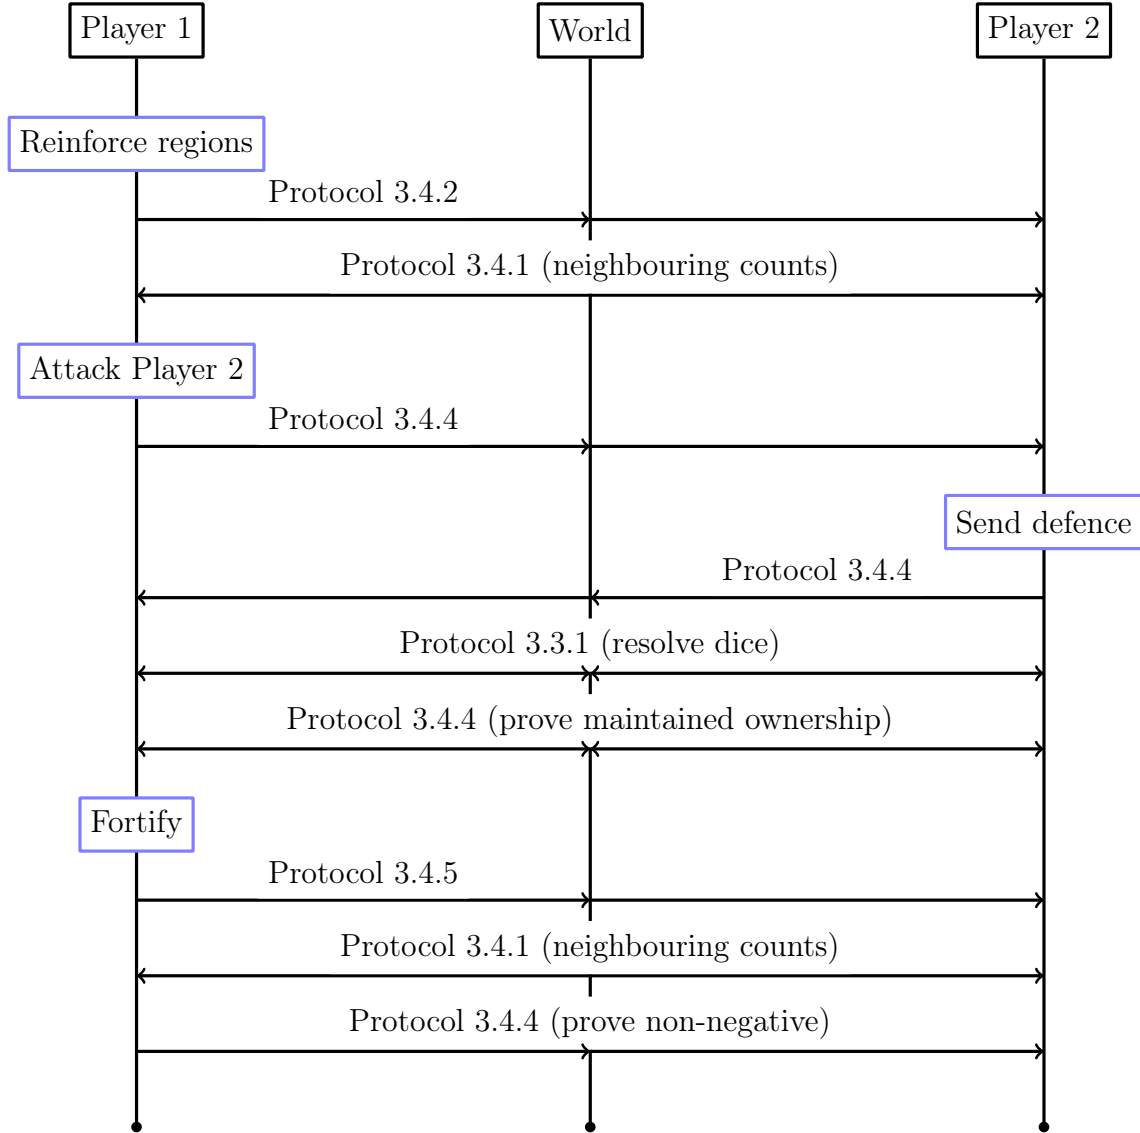 Player 1
World
Player 2
Reinforce regions
Protocol 3.4.2
Protocol 3.4.1 (neighbouring counts)
Attack Player 2
Protocol 3.4.4
Send defence
Protocol 3.4.4
Protocol 3.3.1 (resolve dice)
Protocol 3.4.4 (prove maintained ownership)
Fortify
Protocol 3.4.5
Protocol 3.4.1 (neighbouring counts)
Protocol 3.4.4 (prove non-negative)